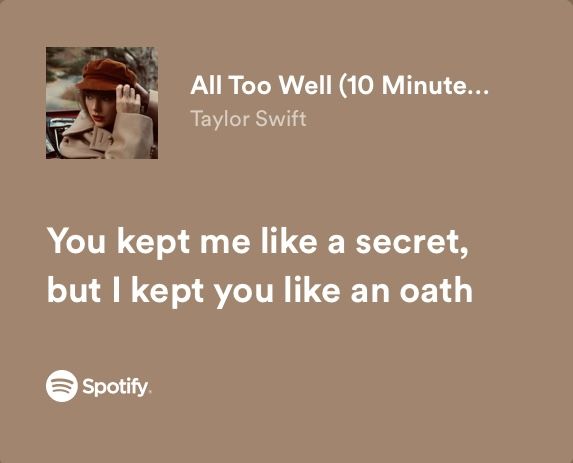 All Too Well (10 Minute...
Taylor Swift
You kept me like a secret,
but I kept you like an oath
Spotify